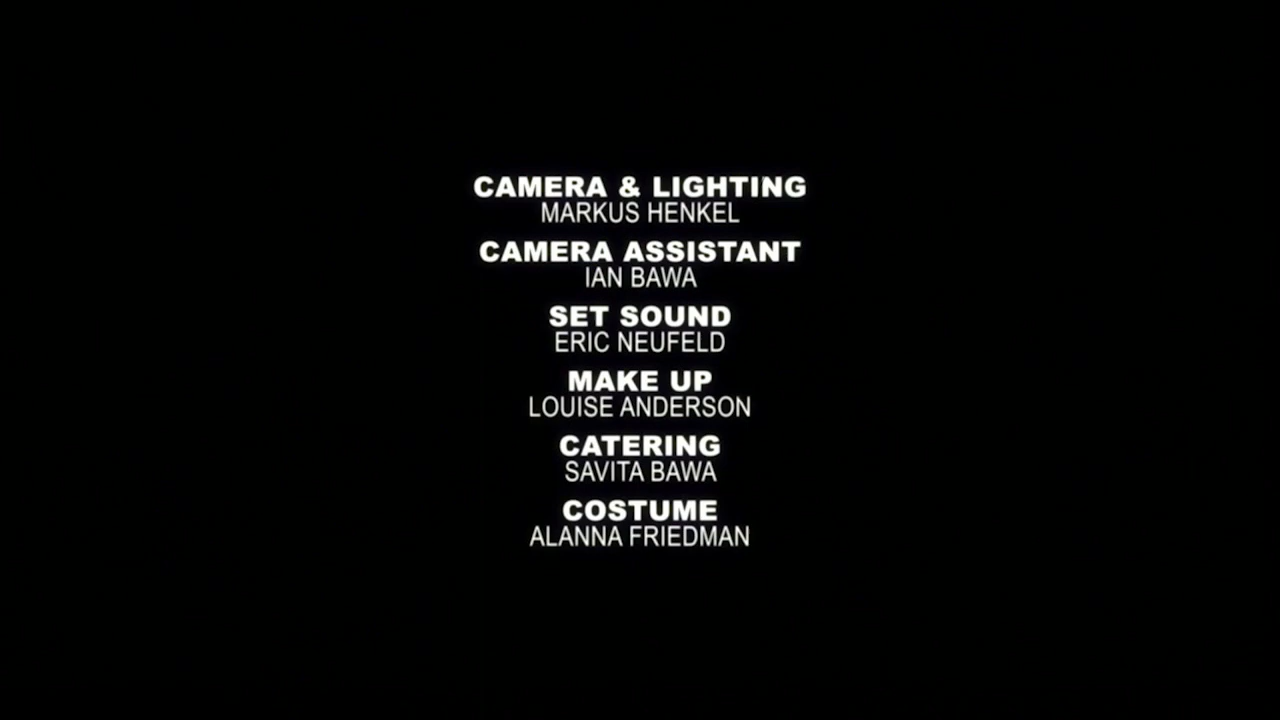 CAMERA & LIGHTING
MARKUS HENKEL
CAMERA ASSISTANT
IAN BAWA
SET SOUND
ERIC NEUFELD
MAKE UP
LOUISE ANDERSON
CATERING
SAVITA BAWA
COSTUME
ALANNA FRIEDMAN